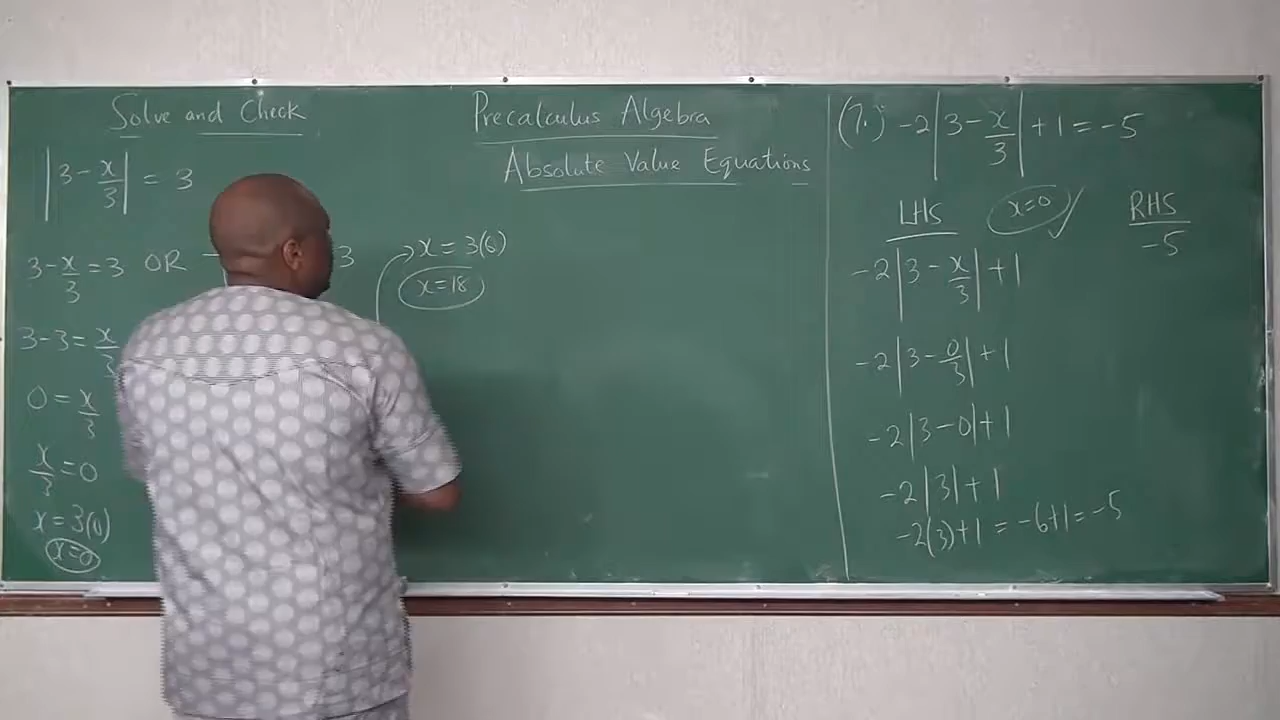 Solve and Check
|3 - x/3| = 3
3 - x/3 = 3 OR
3
3 - 3 = x/3
0 = x/3
x/3 = 0
x = 3(0)
x = 0
Precalculus Algebra
Absolute Value Equations
x = 3(6)
x = 18
(7.) -2|3 - x/3| + 1 = -5
LHS
x = 0 ✓
RHS
-5
-2|3 - x/3| + 1
-2|3 - 0/3| + 1
-2|3 - 0| + 1
-2|3| + 1
-2(3) + 1 = -6 + 1 = -5